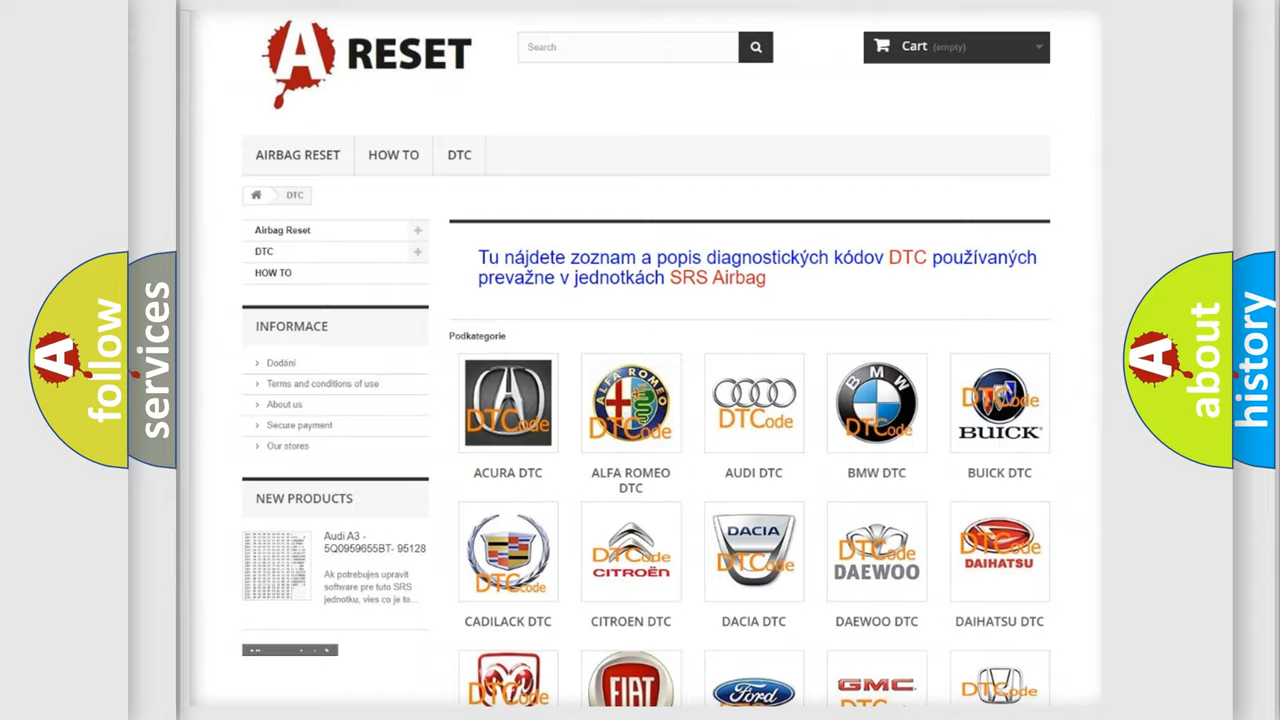 A RESET
Search
Cart (empty)
AIRBAG RESET
HOW TO
DTC
DTC
Airbag Reset
DTC
HOW TO
INFORMACE
Dodání
Terms and conditions of use
About us
Secure payment
Our stores
NEW PRODUCTS
Audi A3 -
5Q0959655BT- 95128
Ak potrebujes upravit
software pre tuto SRS
jednotku, vies co je to...
Tu nájdete zoznam a popis diagnostických kódov DTC používaných
prevažne v jednotkách SRS Airbag
Podkategorie
DTCode
ALFA ROMEO
DTCode
DTCode
BMW
DTCode
DTCode
BUICK
ACURA DTC
ALFA ROMEO
DTC
AUDI DTC
BMW DTC
BUICK DTC
DTCode
DTCode
CITROËN
DACIA
DTCode
DTCode
DAEWOO
DTCode
DAIHATSU
CADILACK DTC
CITROEN DTC
DACIA DTC
DAEWOO DTC
DAIHATSU DTC
DTCode
FIAT
Ford
GMC
DTCode
A follow
services
A about
history